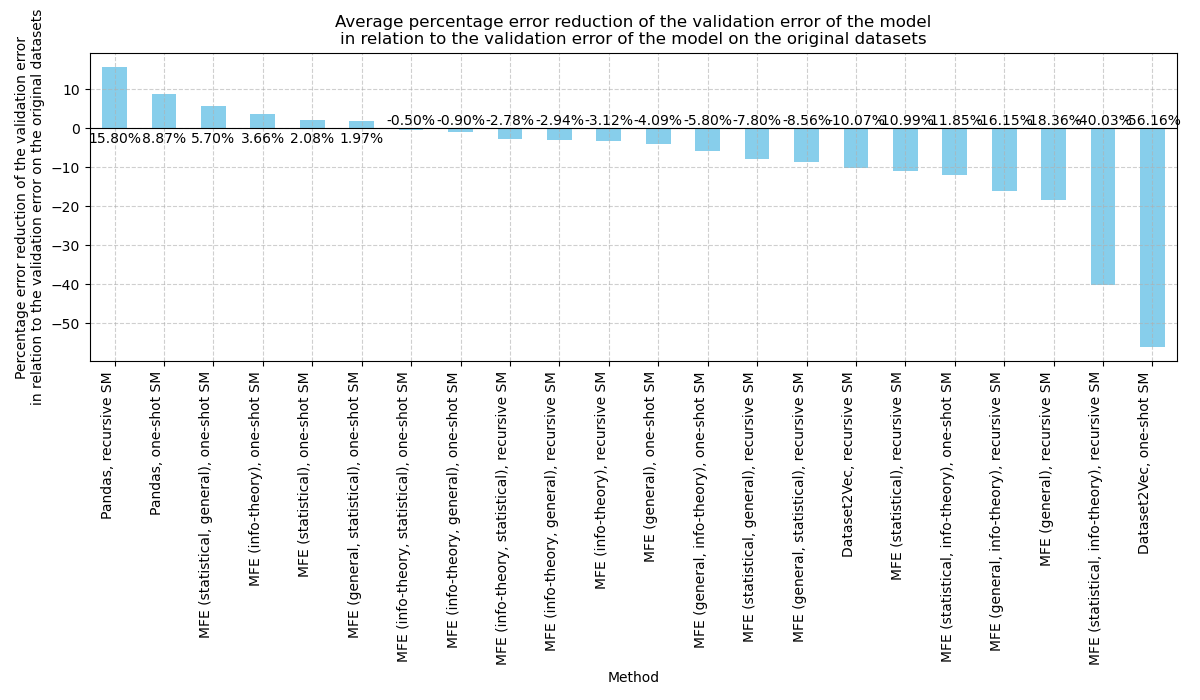 Average percentage error reduction of the validation error of the model
in relation to the validation error of the model on the original datasets
Percentage error reduction of the validation error
in relation to the validation error on the original datasets
10
0
−10
−20
−30
−40
−50
15.80%
8.87%
5.70%
3.66%
2.08%
1.97%
-0.50%
-0.90%
-2.78%
-2.94%
-3.12%
-4.09%
-5.80%
-7.80%
-8.56%
-10.07%
-10.99%
-11.85%
-16.15%
-18.36%
-40.03%
-56.16%
Pandas, recursive SM
Pandas, one-shot SM
MFE (statistical, general), one-shot SM
MFE (info-theory), one-shot SM
MFE (statistical), one-shot SM
MFE (general, statistical), one-shot SM
MFE (info-theory, statistical), one-shot SM
MFE (info-theory, general), one-shot SM
MFE (info-theory, statistical), recursive SM
MFE (info-theory, general), recursive SM
MFE (info-theory), recursive SM
MFE (general), one-shot SM
MFE (general, info-theory), one-shot SM
MFE (statistical, general), recursive SM
MFE (general, statistical), recursive SM
Dataset2Vec, recursive SM
MFE (statistical), recursive SM
MFE (statistical, info-theory), one-shot SM
MFE (general, info-theory), recursive SM
MFE (general), recursive SM
MFE (statistical, info-theory), recursive SM
Dataset2Vec, one-shot SM
Method